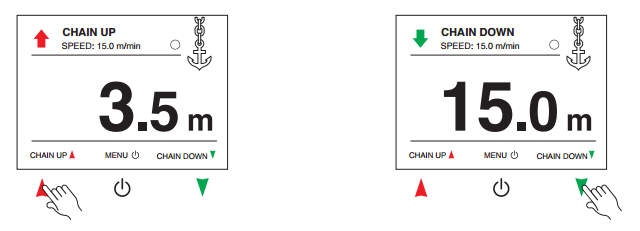 CHAIN UP
SPEED: 15.0 m/min
3.5 m
CHAIN UP MENU CHAIN DOWN
CHAIN DOWN
SPEED: 15.0 m/min
15.0 m
CHAIN UP MENU CHAIN DOWN